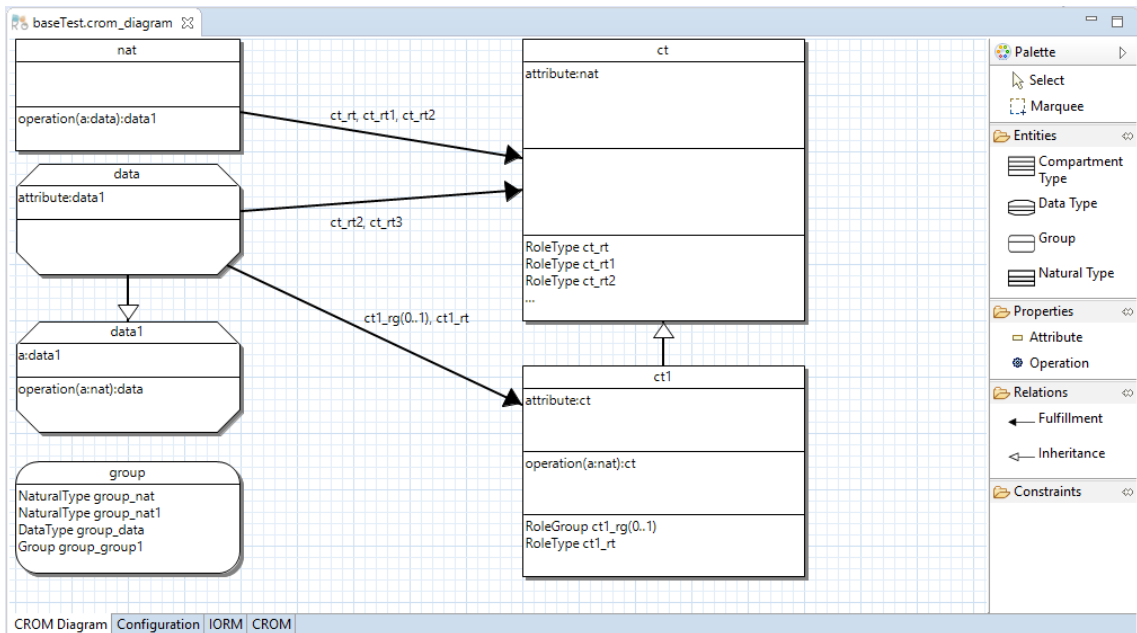 baseTest.crom_diagram
nat
operation(a:data):data1
data
attribute:data1
data1
a:data1
operation(a:nat):data
group
NaturalType group_nat
NaturalType group_nat1
DataType group_data
Group group_group1
ct_rt, ct_rt1, ct_rt2
ct_rt2, ct_rt3
ct1_rg(0..1), ct1_rt
ct
attribute:nat
RoleType ct_rt
RoleType ct_rt1
RoleType ct_rt2
...
ct1
attribute:ct
operation(a:nat):ct
RoleGroup ct1_rg(0..1)
RoleType ct1_rt
Palette
Select
Marquee
Entities
Compartment
Type
Data Type
Group
Natural Type
Properties
Attribute
Operation
Relations
Fulfillment
Inheritance
Constraints
CROM Diagram Configuration IORM CROM